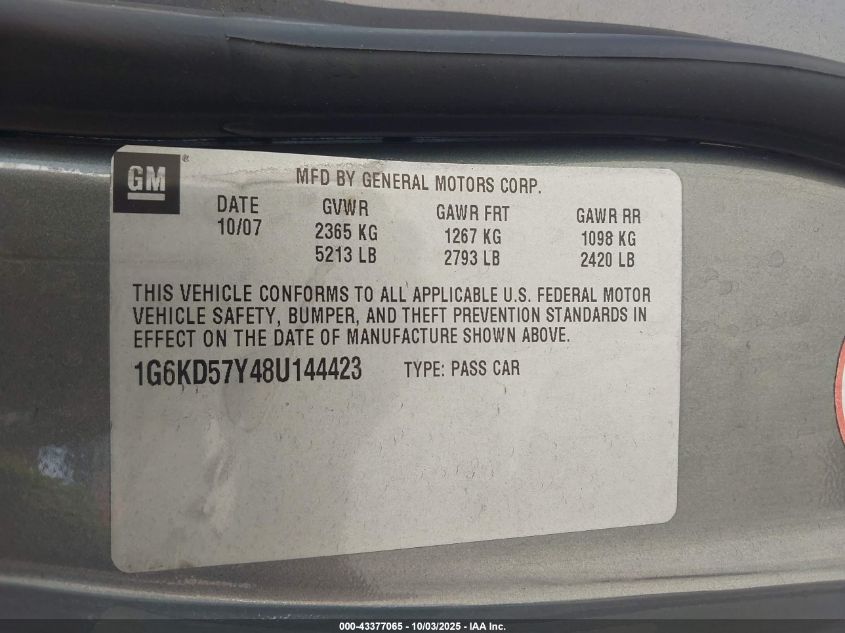 GM®
MFD BY GENERAL MOTORS CORP.
DATE GVWR GAWR FRT GAWR RR
10/07 2365 KG 1267 KG 1098 KG
5213 LB 2793 LB 2420 LB
THIS VEHICLE CONFORMS TO ALL APPLICABLE U.S. FEDERAL MOTOR
VEHICLE SAFETY, BUMPER, AND THEFT PREVENTION STANDARDS IN
EFFECT ON THE DATE OF MANUFACTURE SHOWN ABOVE.
1G6KD57Y48U144423 TYPE: PASS CAR
000-43377065 - 10/03/2025 - IAA Inc.